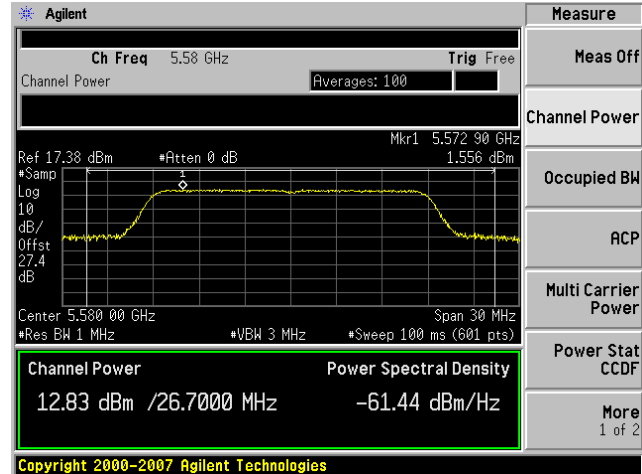 Agilent
Measure
Ch Freq 5.58 GHz Trig Free
Meas Off
Channel Power Averages: 100
Channel Power
Mkr1 5.572 90 GHz
Ref 17.38 dBm #Atten 0 dB 1.556 dBm
#Samp
Log
10
dB/
Offst
27.4
dB
1
Occupied BW
ACP
Center 5.580 00 GHz Span 30 MHz
#Res BW 1 MHz #VBW 3 MHz #Sweep 100 ms (601 pts)
Multi Carrier
Power
Channel Power Power Spectral Density
12.83 dBm /26.7000 MHz -61.44 dBm/Hz
Power Stat
CCDF
More
1 of 2
Copyright 2000-2007 Agilent Technologies